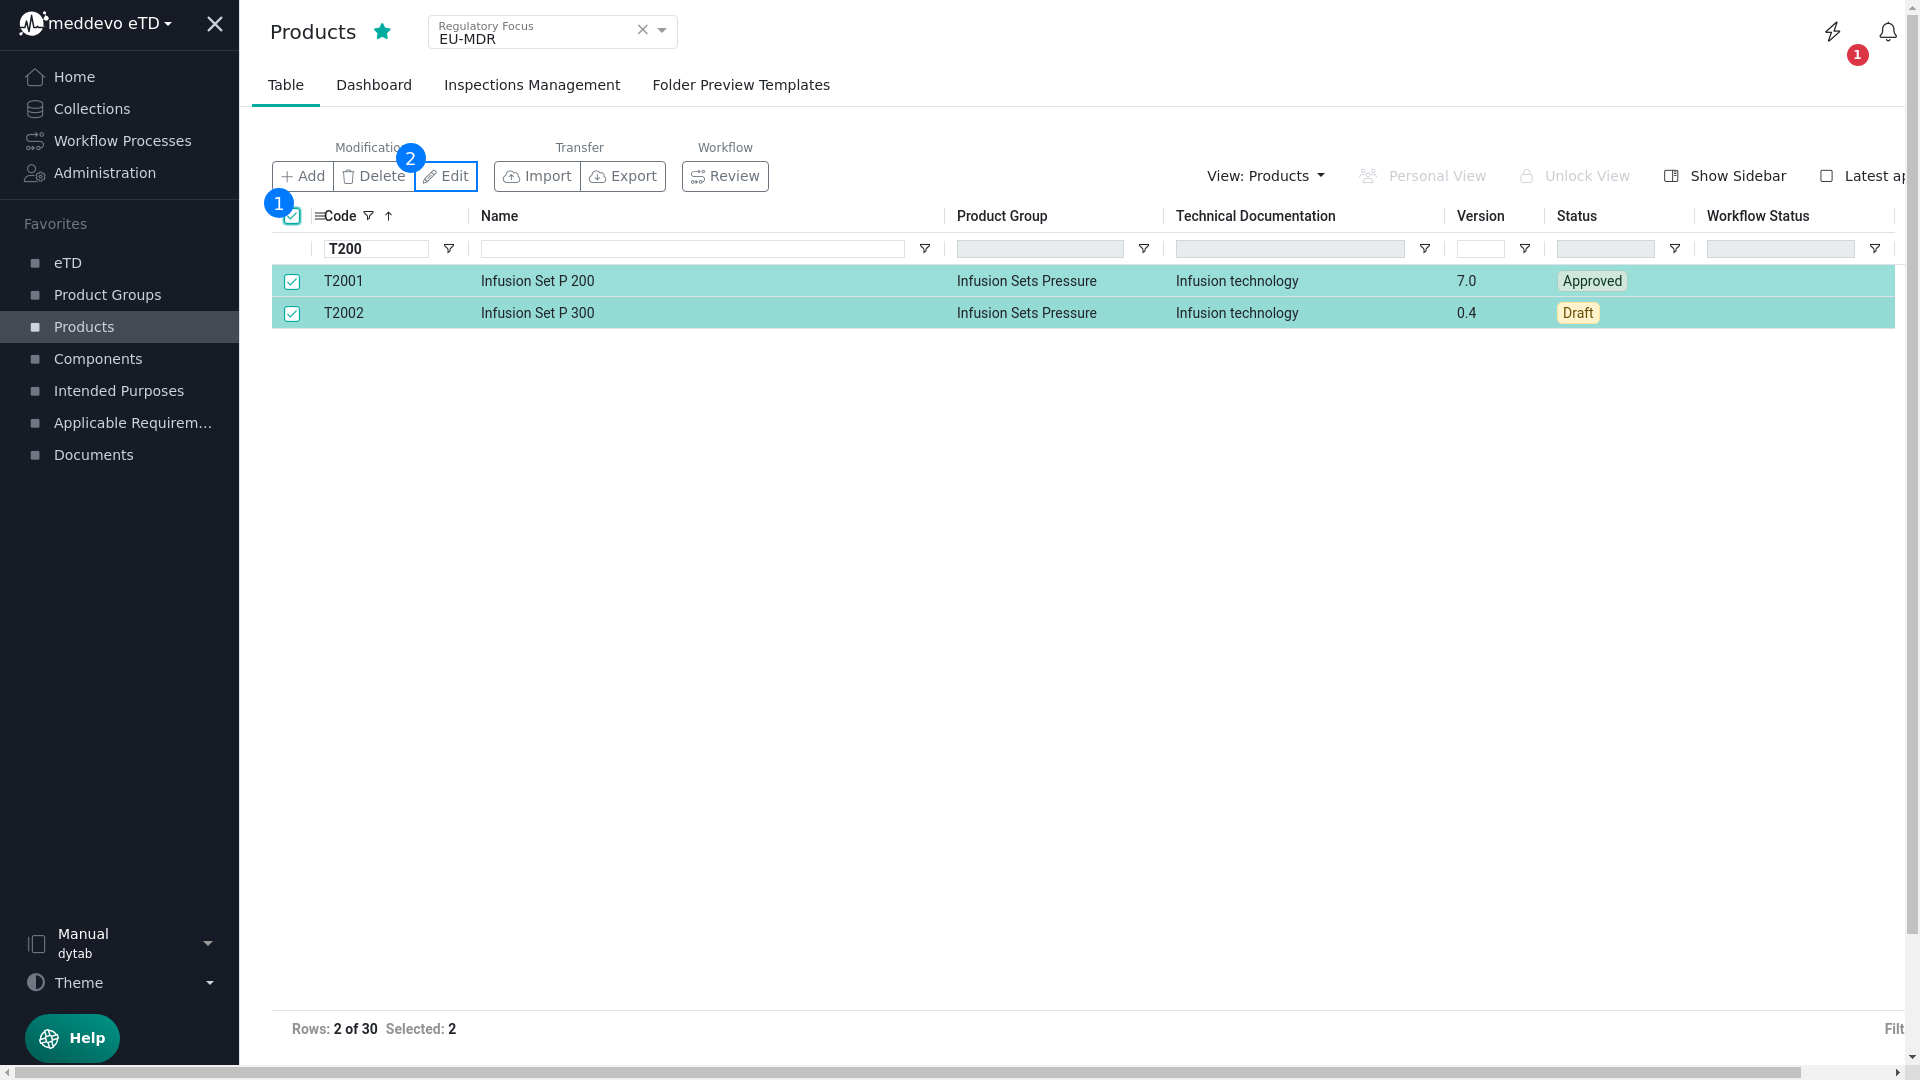 meddevo eTD
Home
Collections
Workflow Processes
Administration
Favorites
eTD
Product Groups
Products
Components
Intended Purposes
Applicable Requirem...
Documents
Manual
dytab
Theme
Help
Products
Regulatory Focus
EU-MDR
1
Table Dashboard Inspections Management Folder Preview Templates
Modification Transfer Workflow
2
Add Delete Edit Import Export Review View: Products Personal View Unlock View Show Sidebar Latest ap
1
Code Name Product Group Technical Documentation Version Status Workflow Status
T200
T2001 Infusion Set P 200 Infusion Sets Pressure Infusion technology 7.0 Approved
T2002 Infusion Set P 300 Infusion Sets Pressure Infusion technology 0.4 Draft
Rows: 2 of 30 Selected: 2 Filt